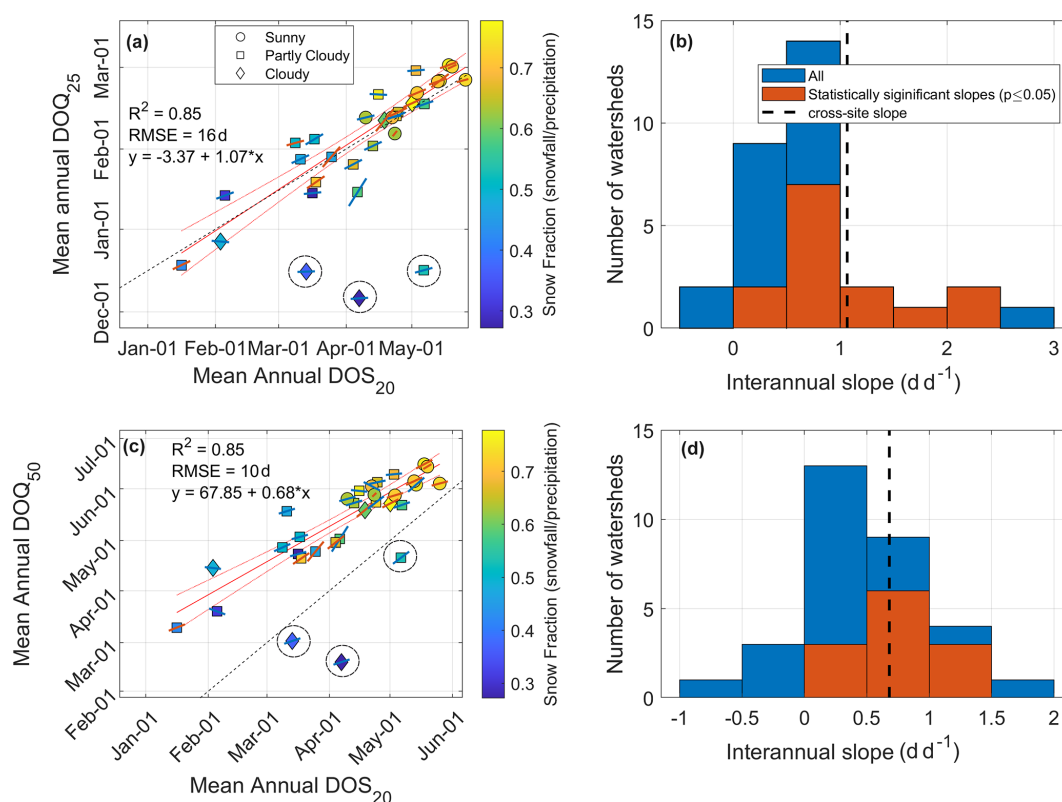 (a)
Sunny
Partly Cloudy
Cloudy
R2 = 0.85
RMSE = 16 d
y = -3.37 + 1.07*x
Mean annual DOQ25
Mar-01
Feb-01
Jan-01
Dec-01
Jan-01 Feb-01 Mar-01 Apr-01 May-01
Mean Annual DOS20
0.7
0.6
0.5
0.4
0.3
Snow Fraction (snowfall/precipitation)
(b)
All
Statistically siginificant slopes (p≤0.05)
cross-site slope
Number of watersheds
15
10
5
0
0 1 2 3
Interannual slope (d d-1)
(c)
R2 = 0.85
RMSE = 10 d
y = 67.85 + 0.68*x
Mean Annual DOQ50
Jul-01
Jun-01
May-01
Apr-01
Mar-01
Feb-01
Jan-01 Feb-01 Mar-01 Apr-01 May-01 Jun-01
Mean Annual DOS20
0.7
0.6
0.5
0.4
0.3
Snow Fraction (snowfall/precipitation)
(d)
Number of watersheds
15
10
5
0
-1 -0.5 0 0.5 1 1.5 2
Interannual slope (d d-1)